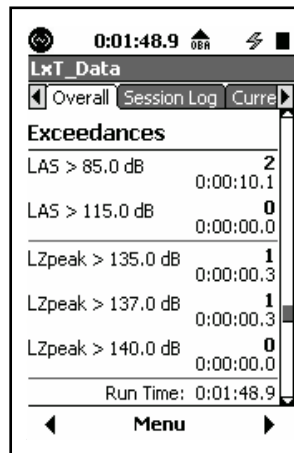 0:01:48.9 OBA
LxT_Data
Overall Session Log Curre
Exceedances
LAS > 85.0 dB 2
0:00:10.1
LAS > 115.0 dB 0
0:00:00.0
LZpeak > 135.0 dB 1
0:00:00.3
LZpeak > 137.0 dB 1
0:00:00.3
LZpeak > 140.0 dB 0
0:00:00.0
Run Time: 0:01:48.9
Menu